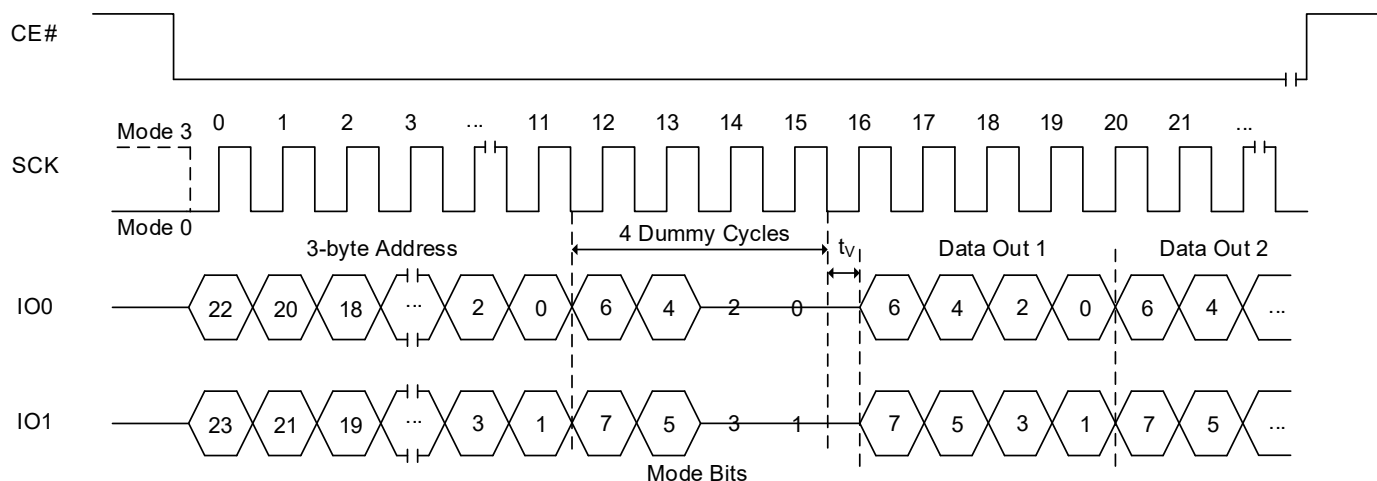 CE#
Mode 3 0 1 2 3 ... 11 12 13 14 15 16 17 18 19 20 21 ...
SCK
Mode 0
3-byte Address 4 Dummy Cycles tV Data Out 1 Data Out 2
IO0 22 20 18 ... 2 0 6 4 2 0 6 4 2 0 6 4 ...
IO1 23 21 19 ... 3 1 7 5 3 1 7 5 3 1 7 5 ...
Mode Bits